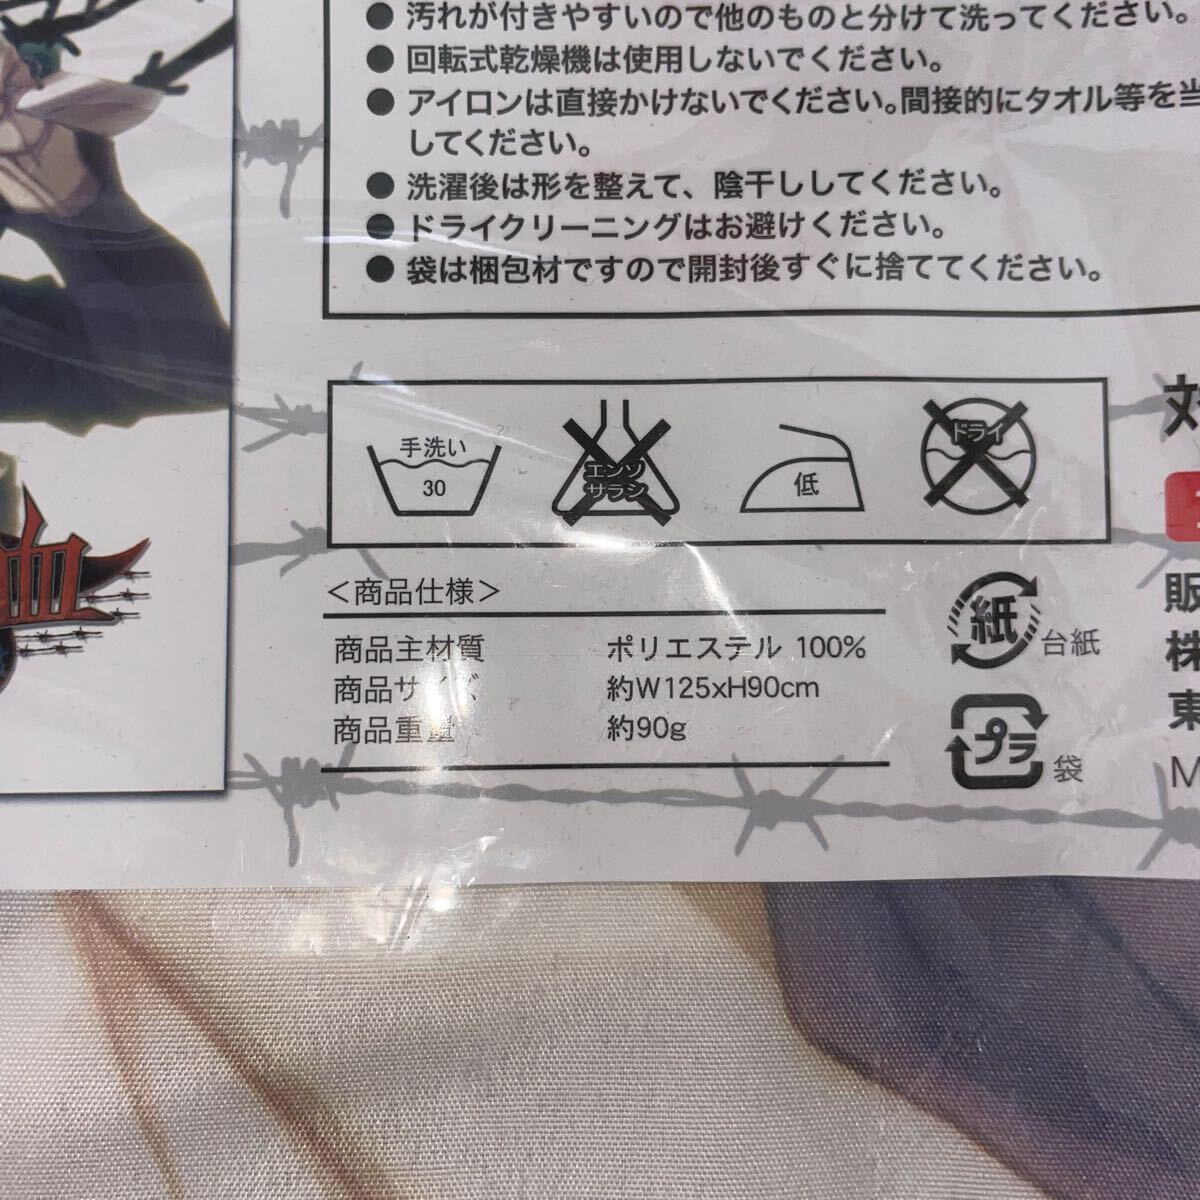 ● 汚れが付きやすいので他のものと分けて洗ってください。
● 回転式乾燥機は使用しないでください。
● アイロンは直接かけないでください。間接的にタオル等を当
してください。
● 洗濯後は形を整えて、陰干ししてください。
● ドライクリーニングはお避けください。
● 袋は梱包材ですので開封後すぐに捨ててください。
手洗い
30
エンソ
サラシ
低
ドライ
対
<商品仕様>
商品主材質 ポリエステル 100%
商品サイズ 約W125xH90cm
商品重量 約90g
紙 台紙
プラ 袋
販
株
東
M
血